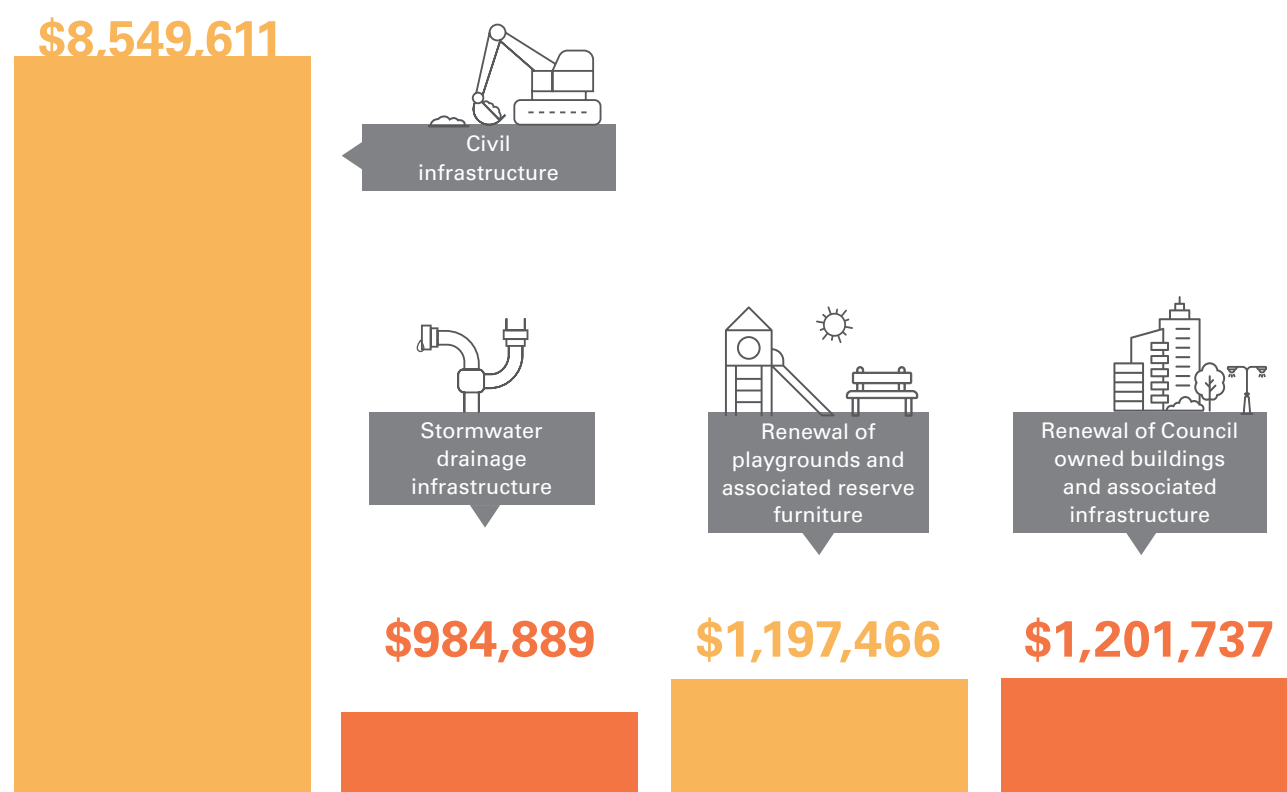 $8,549,611
Civil
infrastructure
Stormwater
drainage
infrastructure
$984,889
Renewal of
playgrounds and
associated reserve
furniture
$1,197,466
Renewal of Council
owned buildings
and associated
infrastructure
$1,201,737